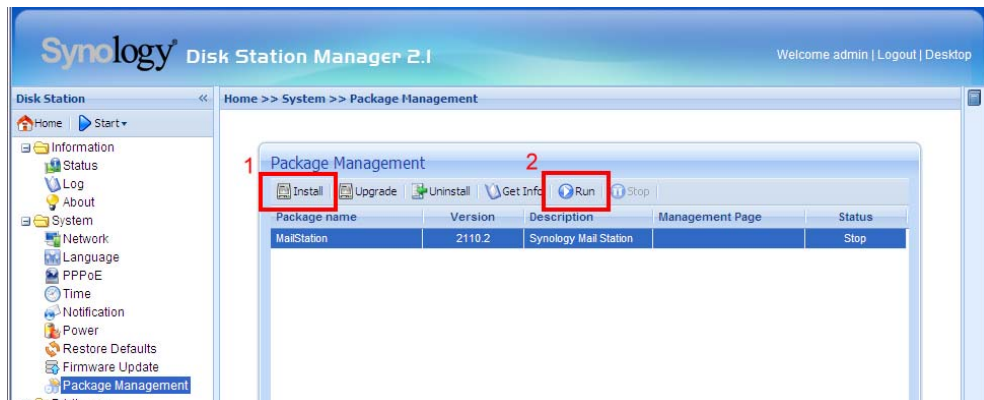 Synology Disk Station Manager 2.1
Welcome admin | Logout | Desktop
Disk Station «
Home >> System >> Package Management
Home Start
Information
Status
Log
About
System
Network
Language
PPPoE
Time
Notification
Power
Restore Defaults
Firmware Update
Package Management
1 Package Management 2
Install Upgrade Uninstall Get Info Run Stop
Package name Version Description Management Page Status
MailStation 2110.2 Synology Mail Station Stop